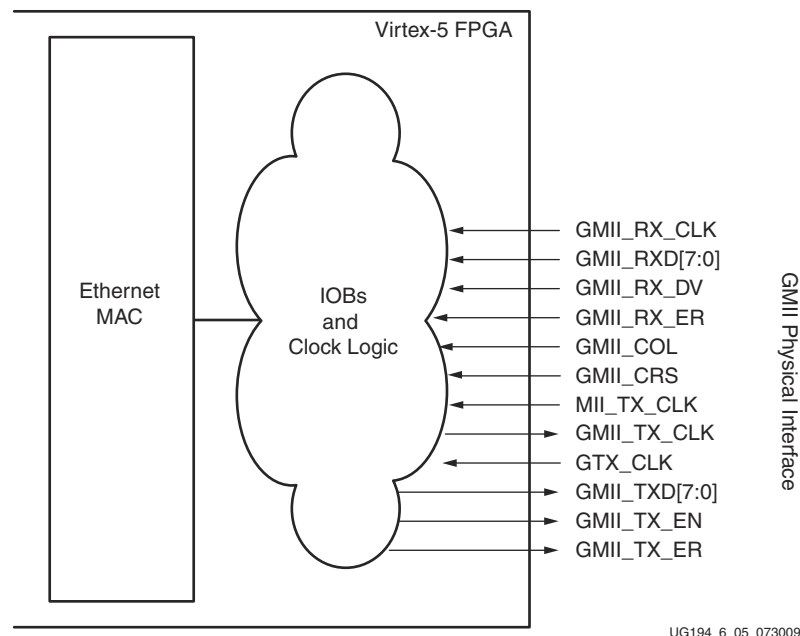 Virtex-5 FPGA
Ethernet
MAC
IOBs
and
Clock Logic
GMII_RX_CLK
GMII_RXD[7:0]
GMII_RX_DV
GMII_RX_ER
GMII_COL
GMII_CRS
MII_TX_CLK
GMII_TX_CLK
GTX_CLK
GMII_TXD[7:0]
GMII_TX_EN
GMII_TX_ER
GMII Physical Interface
UG194_6_05_073009